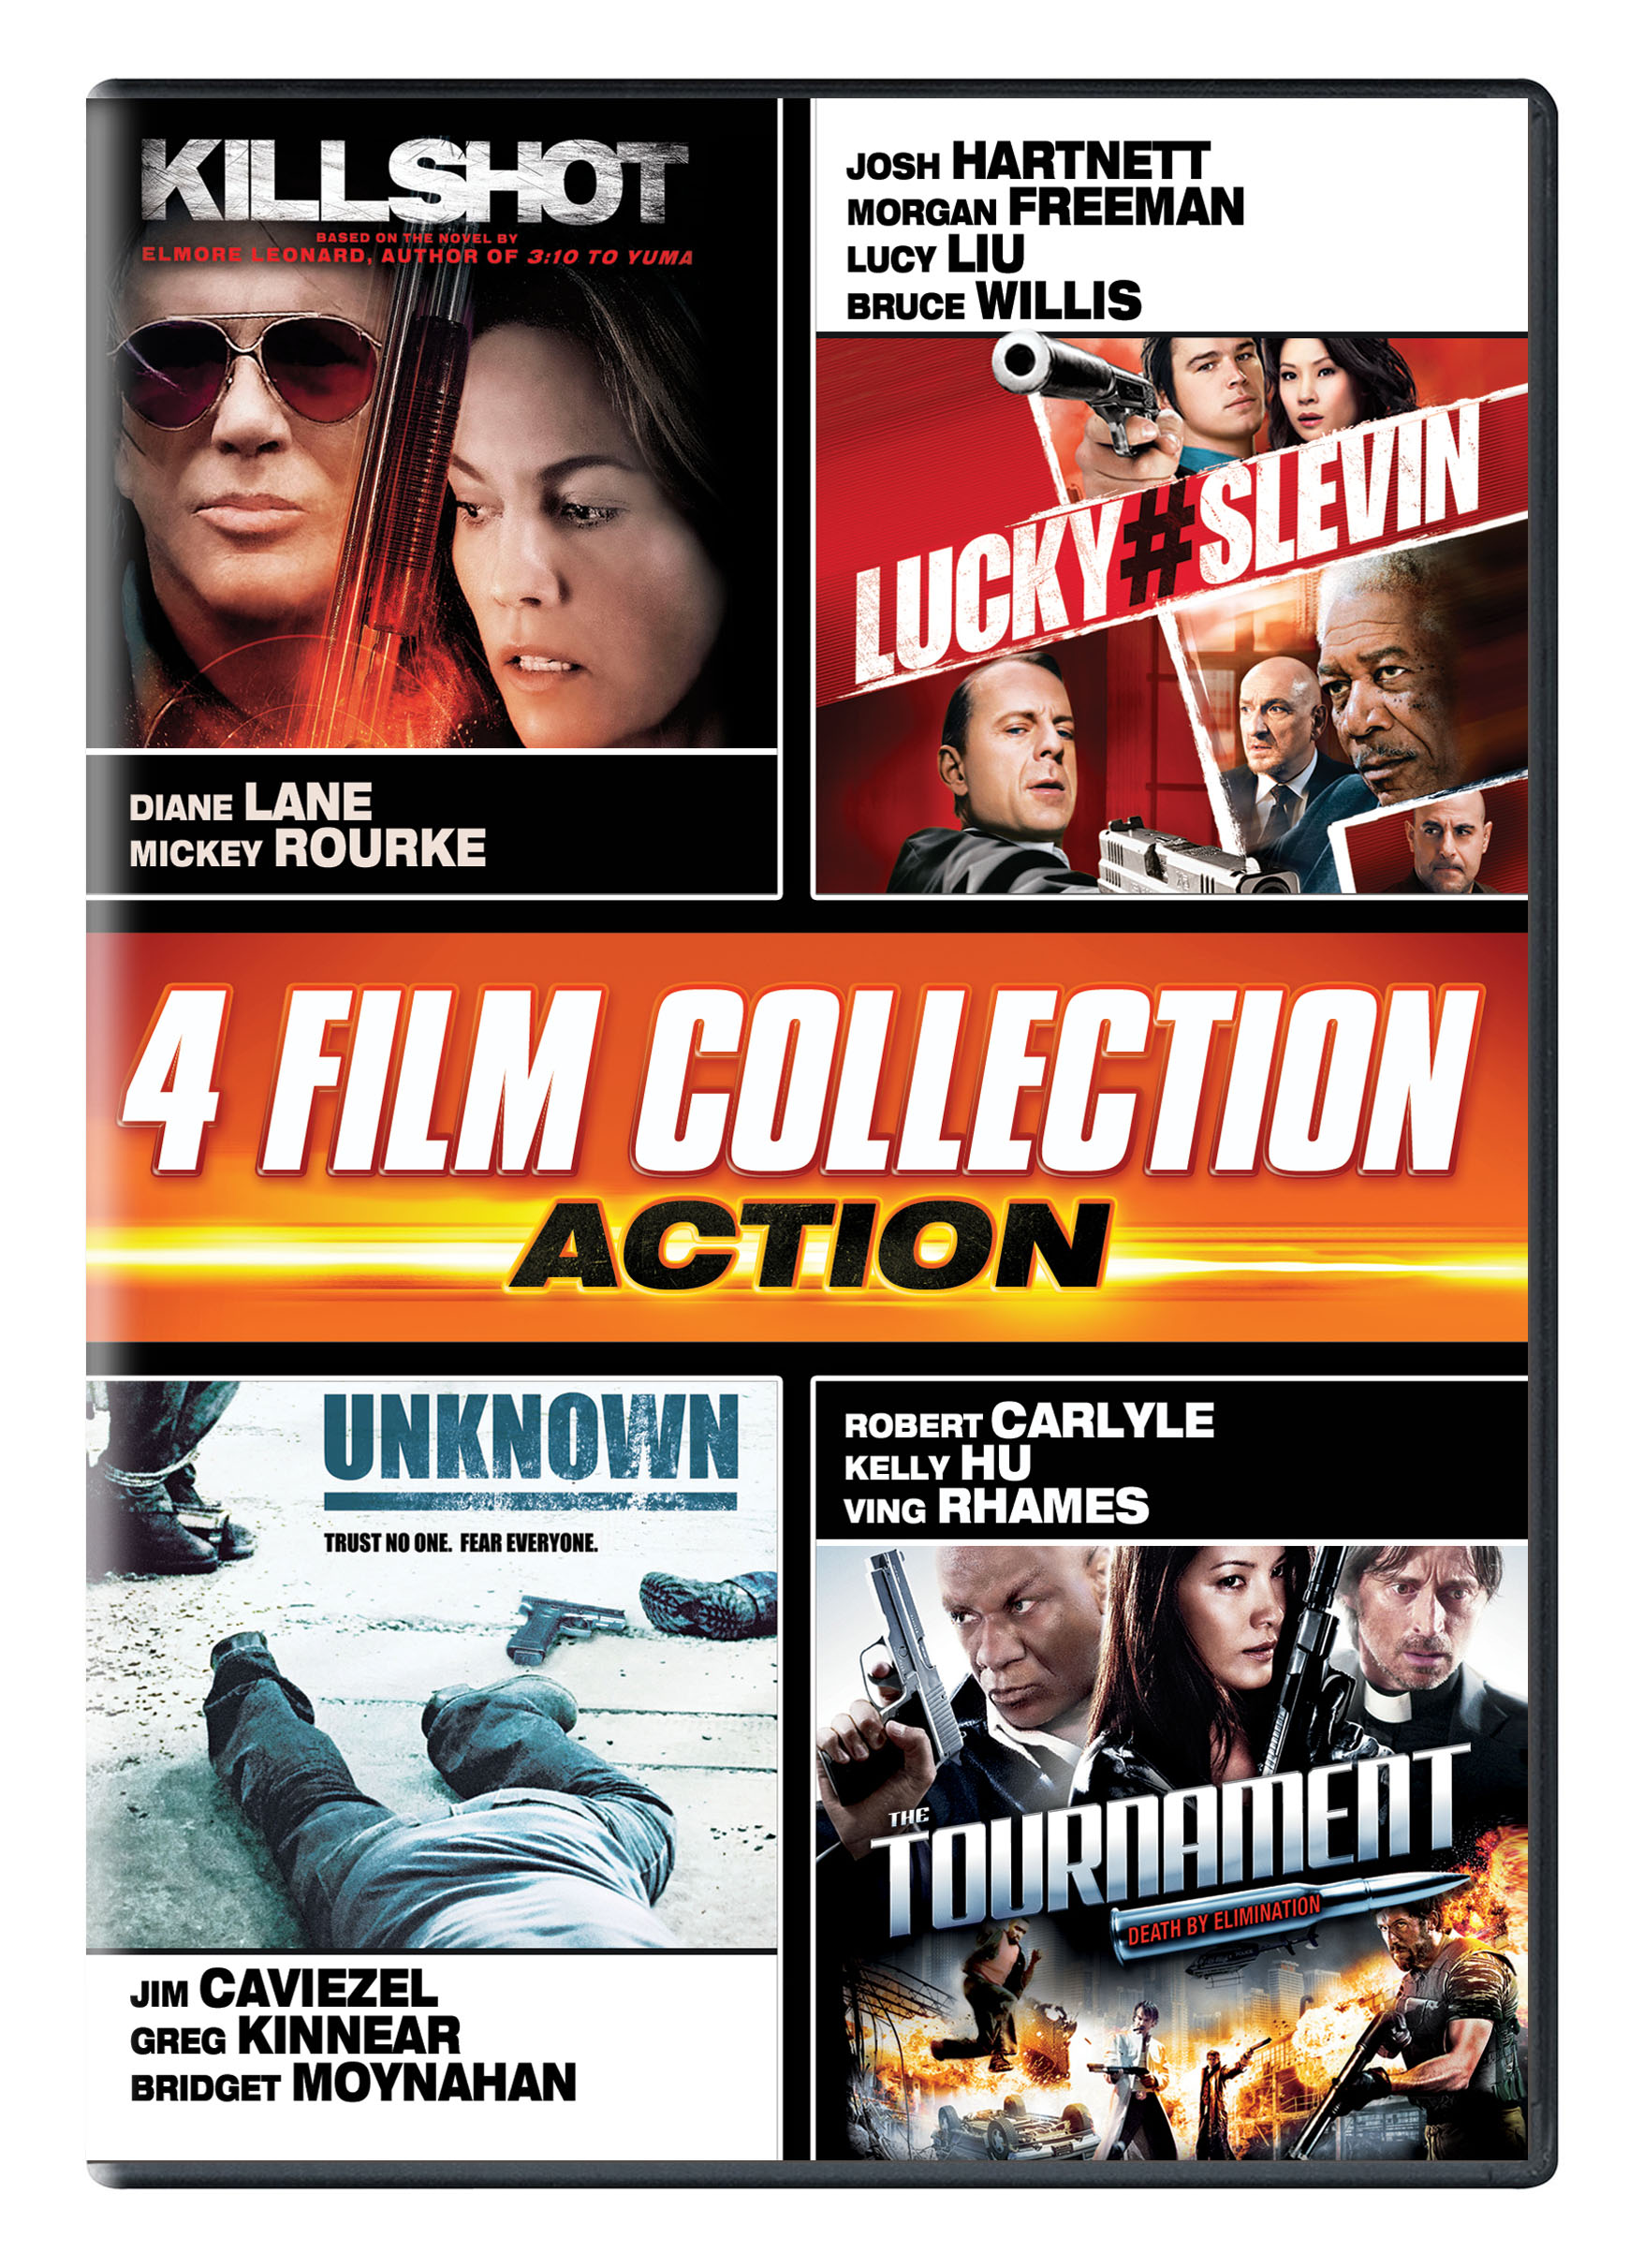 KILLSHOT
BASED ON THE NOVEL BY
ELMORE LEONARD, AUTHOR OF 3:10 TO YUMA
DIANE LANE
MICKEY ROURKE
JOSH HARTNETT
MORGAN FREEMAN
LUCY LIU
BRUCE WILLIS
LUCKY # SLEVIN
4 FILM COLLECTION
ACTION
UNKNOWN
TRUST NO ONE. FEAR EVERYONE.
JIM CAVIEZEL
GREG KINNEAR
BRIDGET MOYNAHAN
ROBERT CARLYLE
KELLY HU
VING RHAMES
THE
TOURNAMENT
DEATH BY ELIMINATION